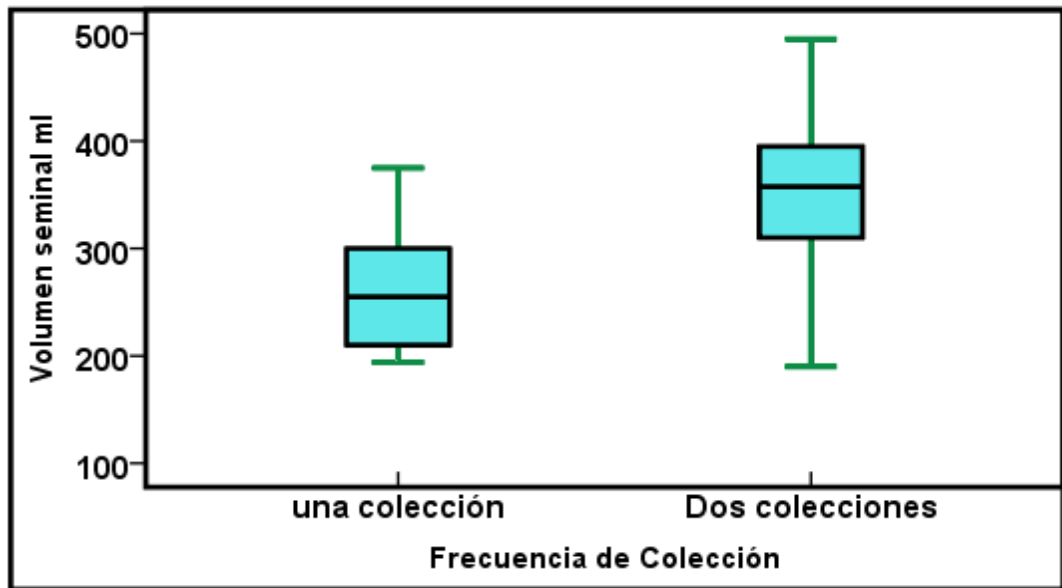 Volumen seminal ml
500
400
300
200
100
una colección
Dos colecciones
Frecuencia de Colección